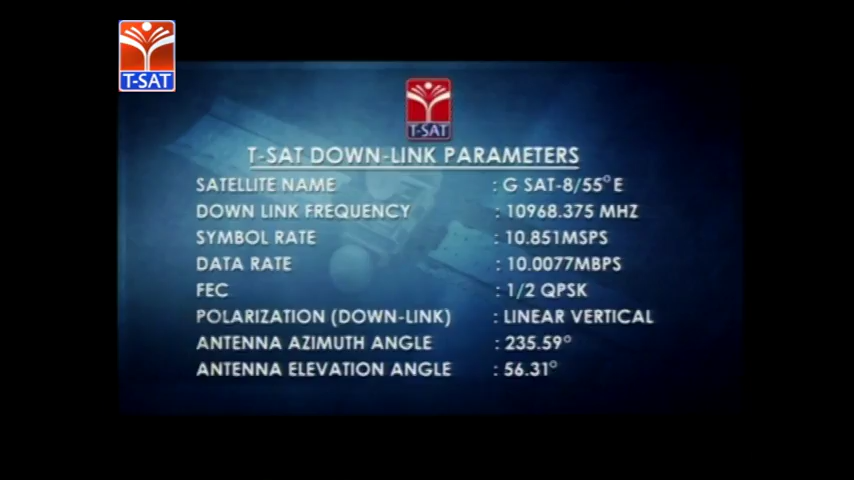 T-SAT
T-SAT
T-SAT DOWN-LINK PARAMETERS
SATELLITE NAME : G SAT-8/55° E
DOWN LINK FREQUENCY : 10968.375 MHZ
SYMBOL RATE : 10.851MSPS
DATA RATE : 10.0077MBPS
FEC : 1/2 QPSK
POLARIZATION (DOWN-LINK) : LINEAR VERTICAL
ANTENNA AZIMUTH ANGLE : 235.59°
ANTENNA ELEVATION ANGLE : 56.31°